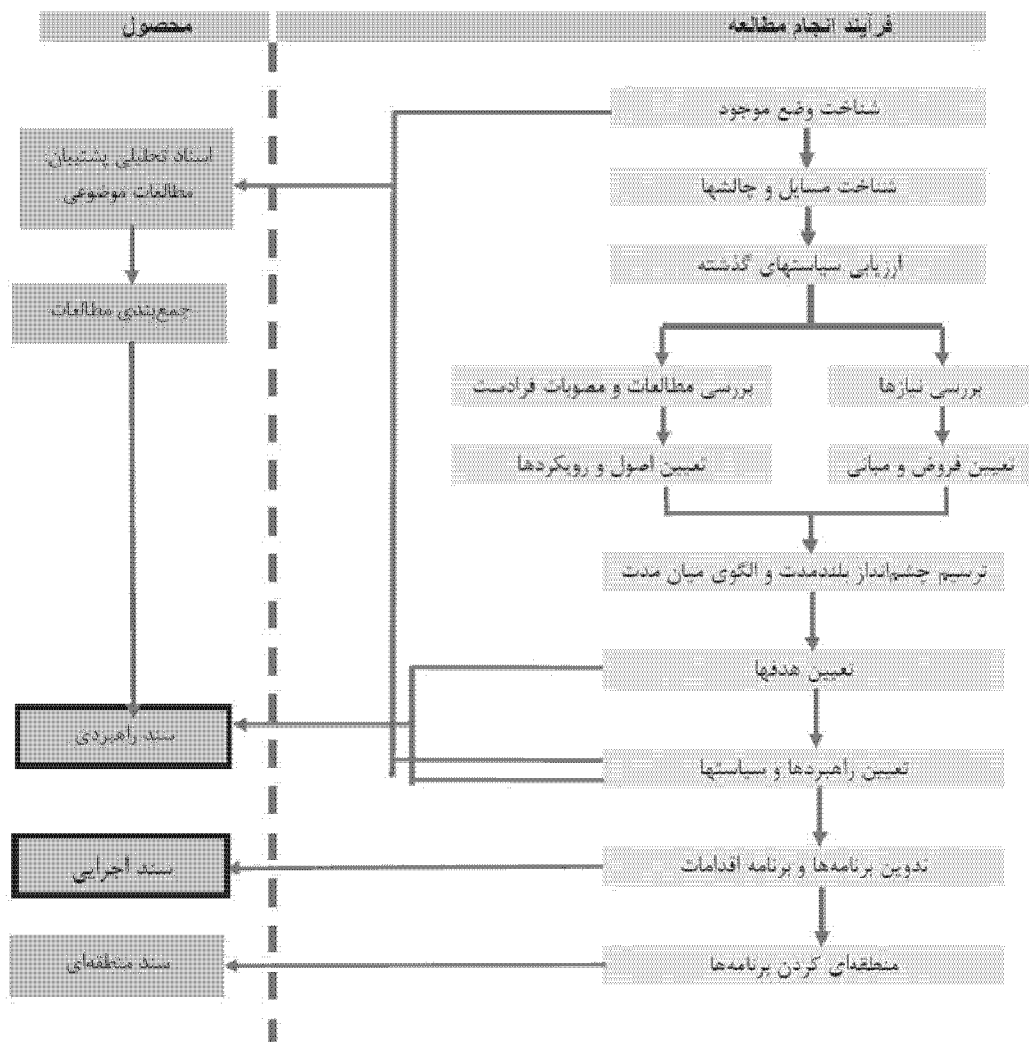 فرآیند انجام مطالعه
محصول
شناخت وضع موجود
شناخت مسایل و چالشها
ارزیابی سیاستهای گذشته
بررسی نیازها
بررسی مطالعات و مصوبات فرادست
تعیین فروض و مبانی
تعیین اصول و رویکردها
ترسیم چشم‌انداز بلندمدت و الگوی میان مدت
تعیین هدفها
تعیین راهبردها و سیاستها
تدوین برنامه‌ها و برنامه اقدامات
منطقه‌ای کردن برنامه‌ها
اسناد تحلیلی پشتیبان،
مطالعات موضوعی
جمع‌بندی مطالعات
سند راهبردی
سند اجرایی
سند منطقه‌ای